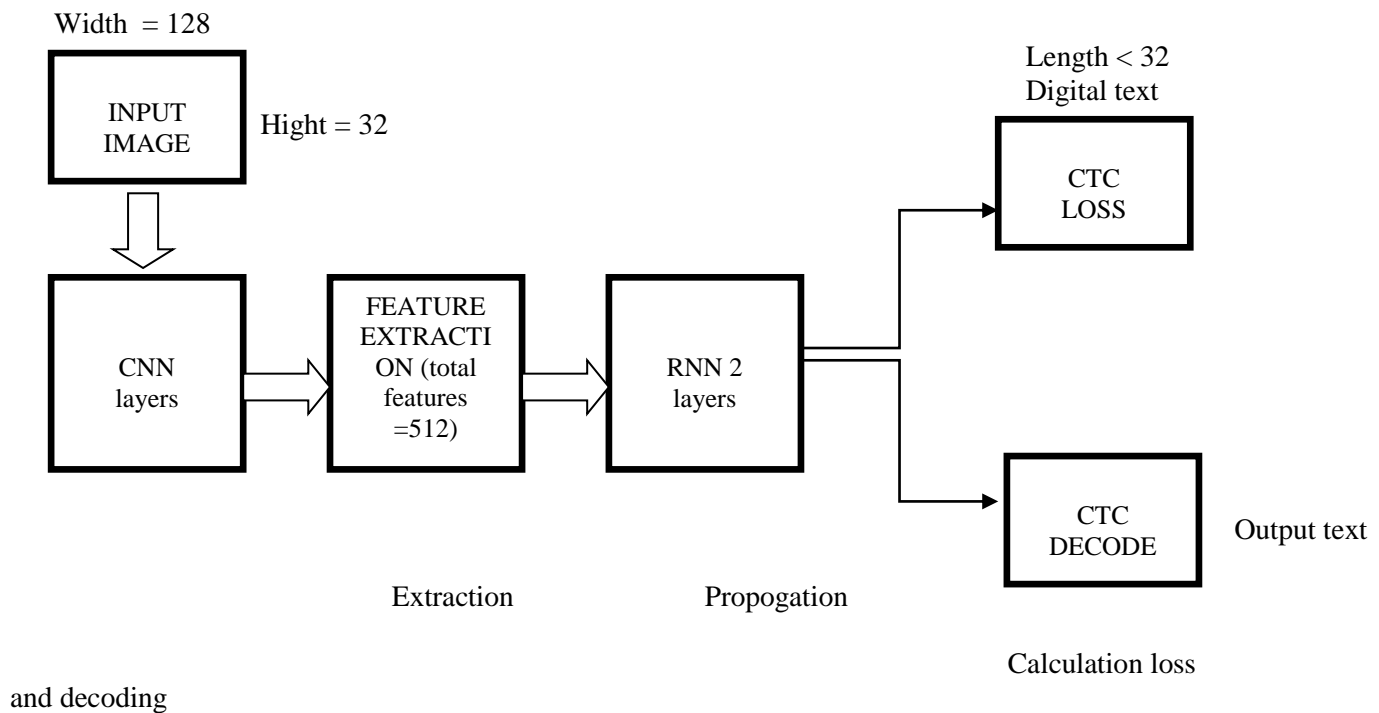 Width  = 128
INPUT
IMAGE
Hight = 32
Length < 32
Digital text
CTC
LOSS
CNN
layers
FEATURE
EXTRACTI
ON (total
features
=512)
RNN 2
layers
CTC
DECODE
Output text
Extraction
Propogation
Calculation loss
and decoding